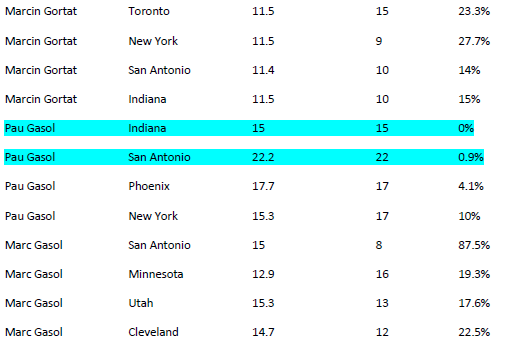 Marcin Gortat Toronto 11.5 15 23.3%
Marcin Gortat New York 11.5 9 27.7%
Marcin Gortat San Antonio 11.4 10 14%
Marcin Gortat Indiana 11.5 10 15%
Pau Gasol Indiana 15 15 0%
Pau Gasol San Antonio 22.2 22 0.9%
Pau Gasol Phoenix 17.7 17 4.1%
Pau Gasol New York 15.3 17 10%
Marc Gasol San Antonio 15 8 87.5%
Marc Gasol Minnesota 12.9 16 19.3%
Marc Gasol Utah 15.3 13 17.6%
Marc Gasol Cleveland 14.7 12 22.5%